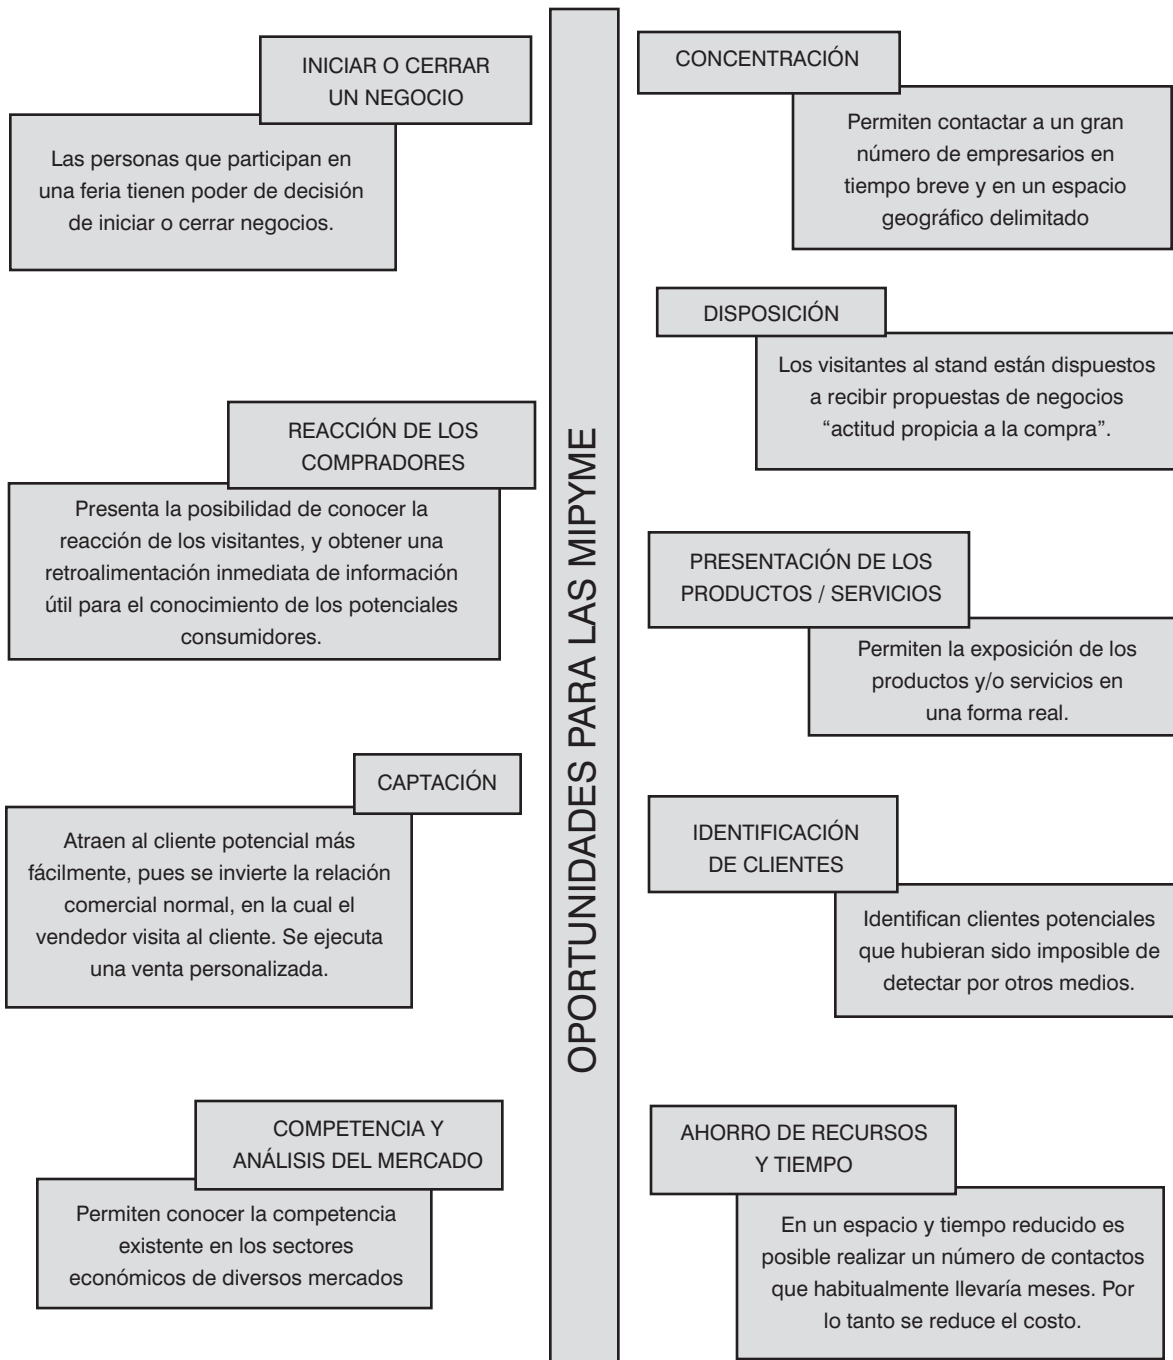 INICIAR O CERRAR
UN NEGOCIO
Las personas que participan en
una feria tienen poder de decisión
de iniciar o cerrar negocios.
REACCIÓN DE LOS
COMPRADORES
Presenta la posibilidad de conocer la
reacción de los visitantes, y obtener una
retroalimentación inmediata de información
útil para el conocimiento de los potenciales
consumidores.
CAPTACIÓN
Atraen al cliente potencial más
fácilmente, pues se invierte la relación
comercial normal, en la cual el
vendedor visita al cliente. Se ejecuta
una venta personalizada.
COMPETENCIA Y
ANÁLISIS DEL MERCADO
Permiten conocer la competencia
existente en los sectores
económicos de diversos mercados
OPORTUNIDADES PARA LAS MIPYME
CONCENTRACIÓN
Permiten contactar a un gran
número de empresarios en
tiempo breve y en un espacio
geográfico delimitado
DISPOSICIÓN
Los visitantes al stand están dispuestos
a recibir propuestas de negocios
“actitud propicia a la compra”.
PRESENTACIÓN DE LOS
PRODUCTOS / SERVICIOS
Permiten la exposición de los
productos y/o servicios en
una forma real.
IDENTIFICACIÓN
DE CLIENTES
Identifican clientes potenciales
que hubieran sido imposible de
detectar por otros medios.
AHORRO DE RECURSOS
Y TIEMPO
En un espacio y tiempo reducido es
posible realizar un número de contactos
que habitualmente llevaría meses. Por
lo tanto se reduce el costo.